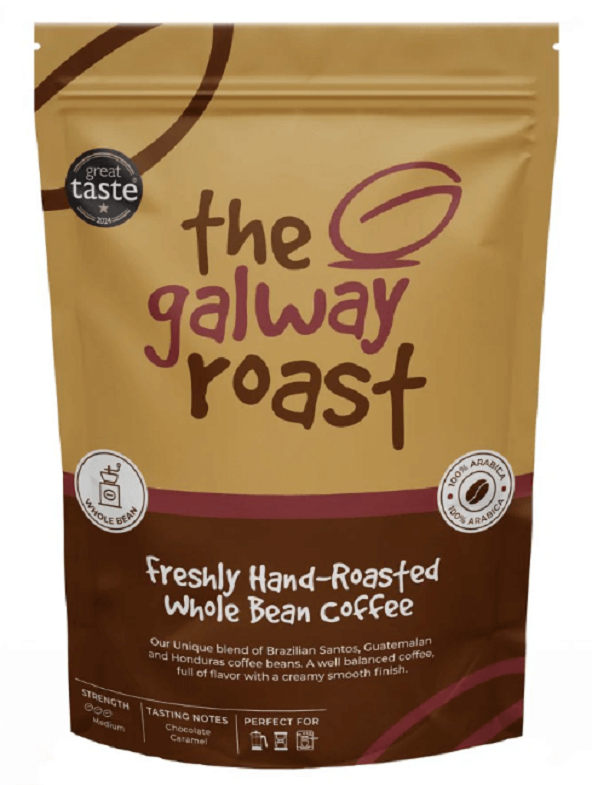 great
taste
2024
the
galway
roast
WHOLE BEAN
100% ARABICA
100% ARABICA
Freshly Hand-Roasted
Whole Bean Coffee
Our Unique blend of Brazilian Santos, Guatemalan
and Honduras coffee beans. A well balanced coffee,
full of flavor with a creamy smooth finish.
STRENGTH
Medium
TASTING NOTES
Chocolate
Caramel
PERFECT FOR